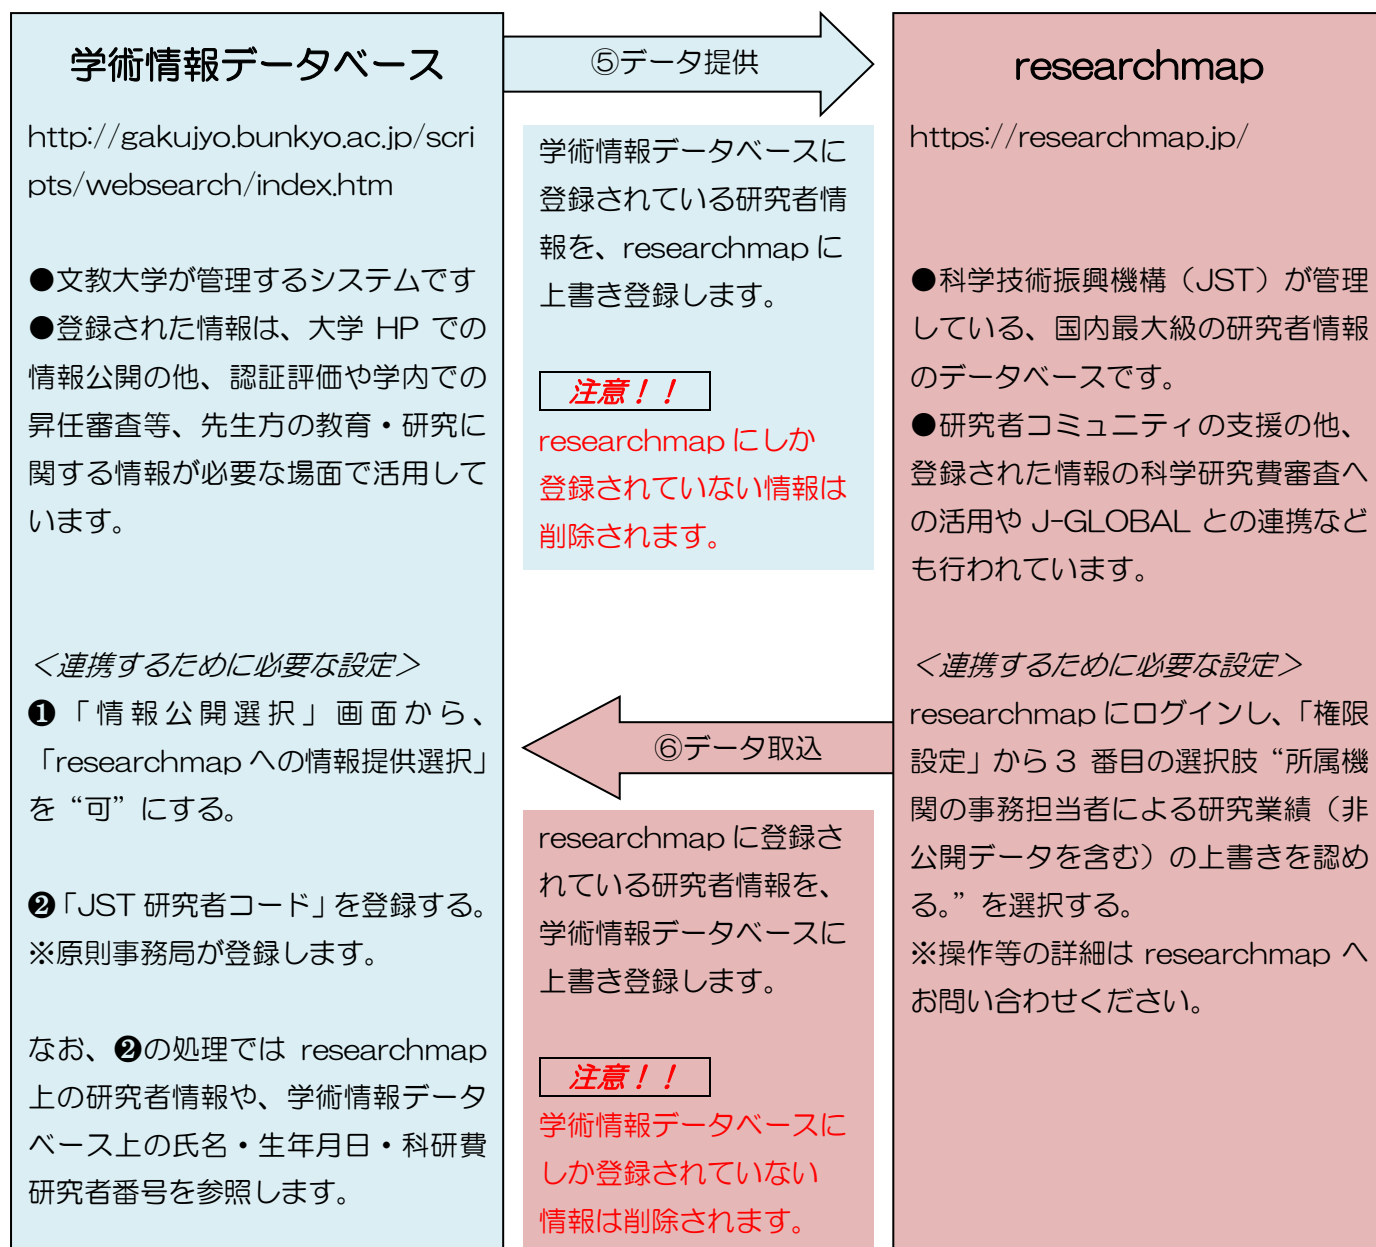 学術情報データベース
http://gakujyo.bunkyo.ac.jp/scri
pts/websearch/index.htm
●文教大学が管理するシステムです
●登録された情報は、大学 HP での
情報公開の他、認証評価や学内での
昇任審査等、先生方の教育・研究に
関する情報が必要な場面で活用して
います。
＜連携するために必要な設定＞
❶「情報公開選択」画面から、
「researchmap への情報提供選択」
を“可”にする。
❷「JST 研究者コード」を登録する。
※原則事務局が登録します。
なお、❷の処理では researchmap
上の研究者情報や、学術情報データ
ベース上の氏名・生年月日・科研費
研究者番号を参照します。
⑤データ提供
学術情報データベースに
登録されている研究者情
報を、researchmap に
上書き登録します。
注意！！
researchmap にしか
登録されていない情報は
削除されます。
⑥データ取込
researchmap に登録さ
れている研究者情報を、
学術情報データベースに
上書き登録します。
注意！！
学術情報データベースに
しか登録されていない
情報は削除されます。
researchmap
https://researchmap.jp/
●科学技術振興機構（JST）が管理
している、国内最大級の研究者情報
のデータベースです。
●研究者コミュニティの支援の他、
登録された情報の科学研究費審査へ
の活用や J-GLOBAL との連携など
も行われています。
＜連携するために必要な設定＞
researchmap にログインし、「権限
設定」から 3 番目の選択肢“所属機
関の事務担当者による研究業績（非
公開データを含む）の上書きを認め
る。”を選択する。
※操作等の詳細は researchmap へ
お問い合わせください。